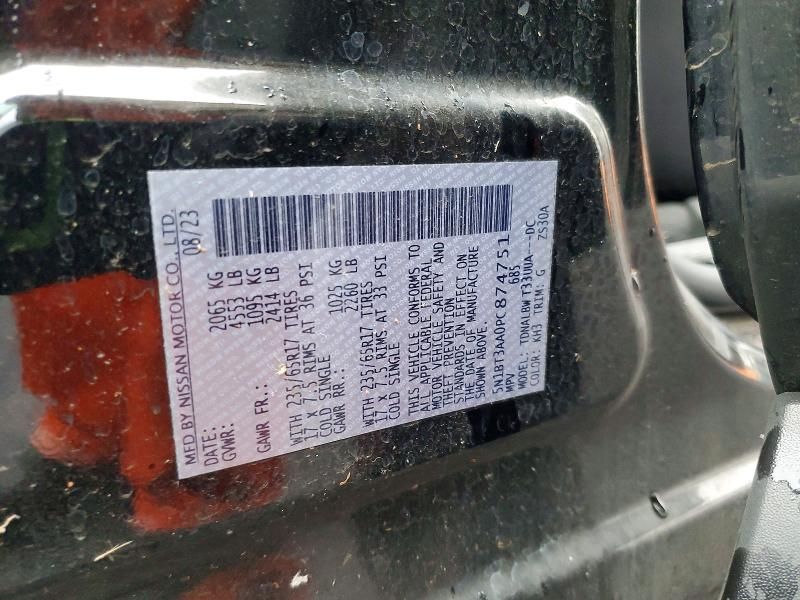 MFD BY NISSAN MOTOR CO., LTD.
DATE: 08/23
GVWR: 2065 KG
4553 LB
GAWR FR.: 1095 KG
2414 LB
WITH 235/65R17 TIRES
17 X 7.5 RIMS AT 36 PSI
COLD SINGLE
GAWR RR.: 1025 KG
2260 LB
WITH 235/65R17 TIRES
17 X 7.5 RIMS AT 33 PSI
COLD SINGLE
THIS VEHICLE CONFORMS TO
ALL APPLICABLE FEDERAL
MOTOR VEHICLE SAFETY AND
THEFT PREVENTION
STANDARDS IN EFFECT ON
THE DATE OF MANUFACTURE
SHOWN ABOVE.
5N1BT3AA0PC874751
MPV 685
MODEL: TDNALBW T33UUA---DC
COLOR: KH3 TRIM: G ZS30A